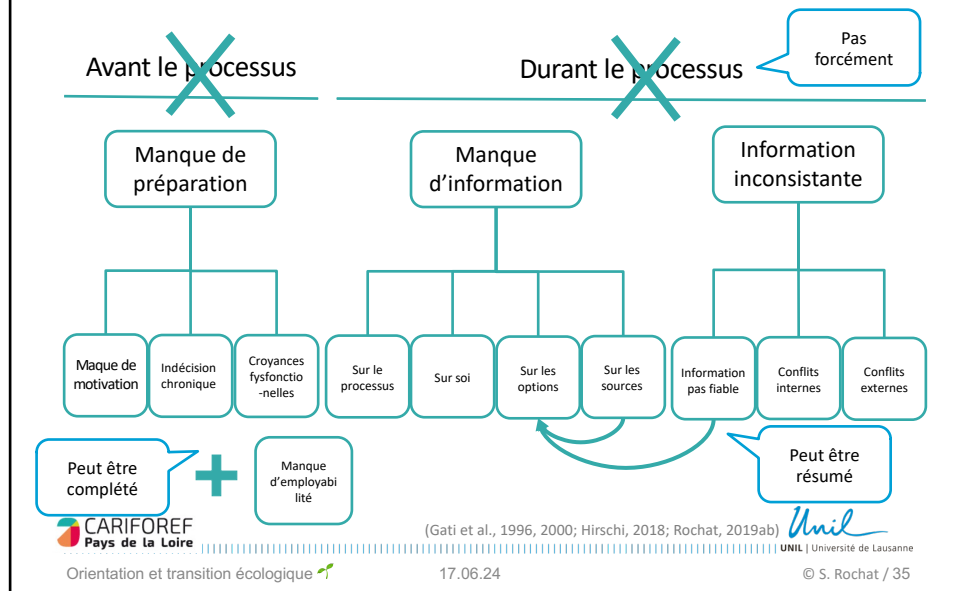 Avant le processus
Durant le processus
Pas
forcément
Manque de
préparation
Manque
d'information
Information
inconsistante
Maque de
motivation
Indécision
chronique
Croyances
fysfonctio
-nelles
Sur le
processus
Sur soi
Sur les
options
Sur les
sources
Information
pas fiable
Conflits
internes
Conflits
externes
Peut être
complété
Manque
d'employabi
lité
Peut être
résumé
CARIFOREF
Pays de la Loire
(Gati et al., 1996, 2000; Hirschi, 2018; Rochat, 2019ab)
Unil
UNIL | Université de Lausanne
Orientation et transition écologique
17.06.24
© S. Rochat / 35